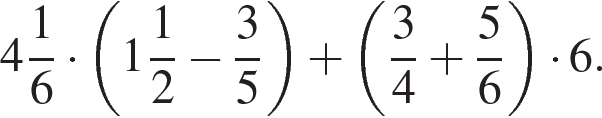 4 1/6 · (1 1/2 − 3/5) + (3/4 + 5/6) · 6.